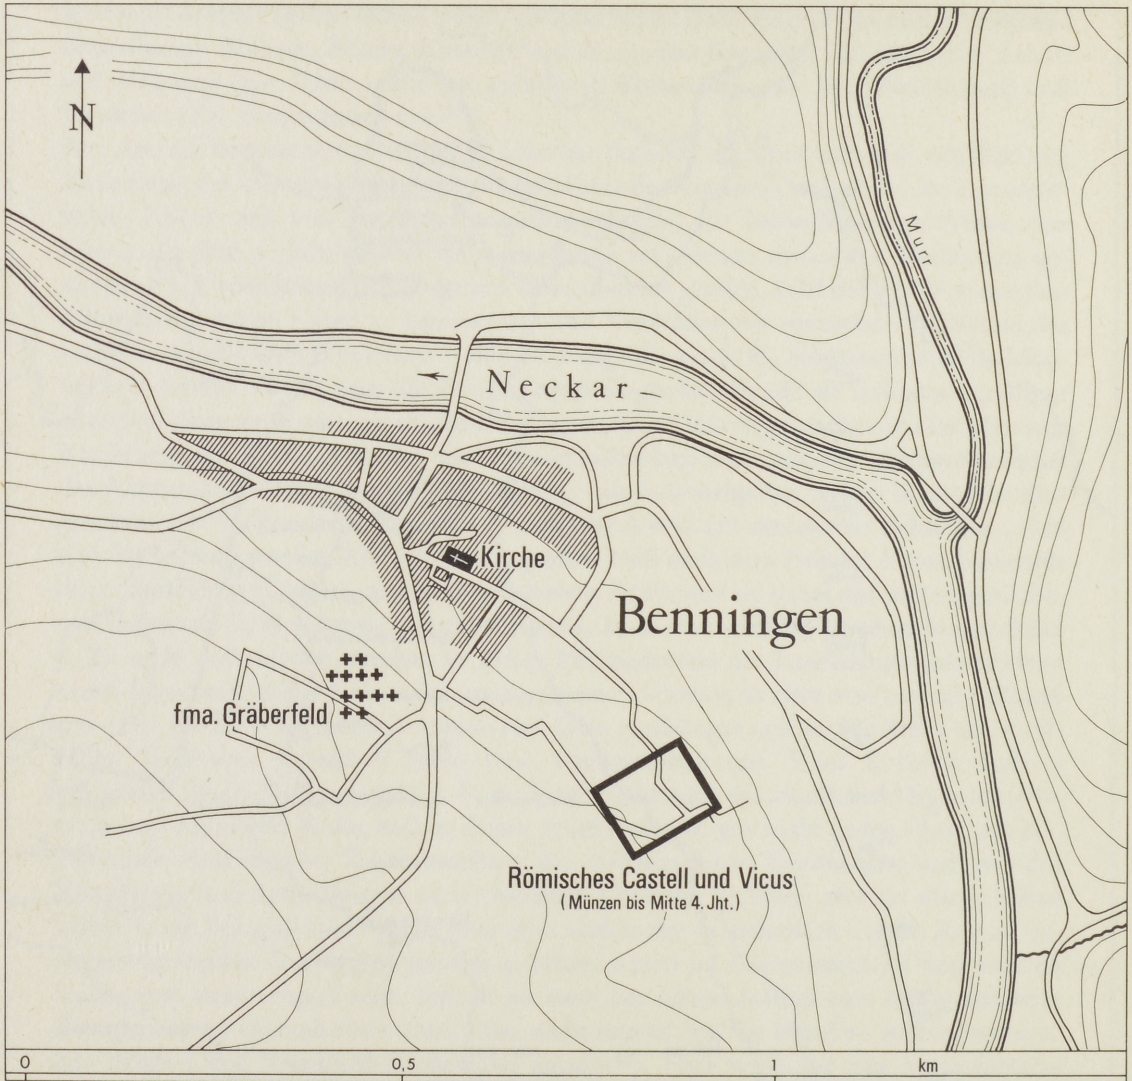 N
Murr
Neckar
Kirche
Benningen
fma. Gräberfeld
Römisches Castell und Vicus
(Münzen bis Mitte 4. Jht.)
0 0,5 1 km